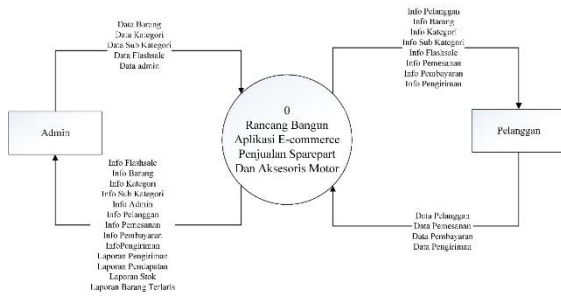 Data Barang
Data Kategori
Data Sub Kategori
Data Flashsale
Data admin
Info Pelanggan
Info Barang
Info Kategori
Info Sub Kategori
Info Flashsale
Info Pemesanan
Info Pembayaran
Info Pengiriman
Admin
0
Rancang Bangun
Aplikasi E-commerce
Penjualan Sparepart
Dan Aksesoris Motor
Pelanggan
Info Flashsale
Info Barang
Info Kategori
Info Sub Kategori
Info Admin
Info Pelanggan
Info Pemesanan
Info Pembayaran
InfoPengiriman
Laporan Pengiriman
Laporan Pendapatan
Laporan Stok
Laporan Barang Terlaris
Data Pelanggan
Data Pemesanan
Data Pembayaran
Data Pengiriman